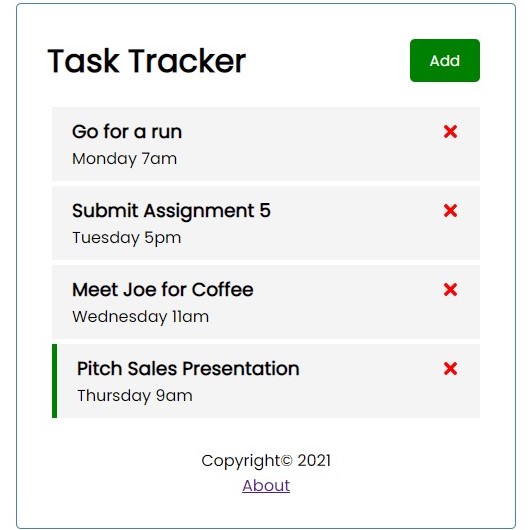 Task Tracker
Add
Go for a run
Monday 7am
Submit Assignment 5
Tuesday 5pm
Meet Joe for Coffee
Wednesday 11am
Pitch Sales Presentation
Thursday 9am
Copyright© 2021
About